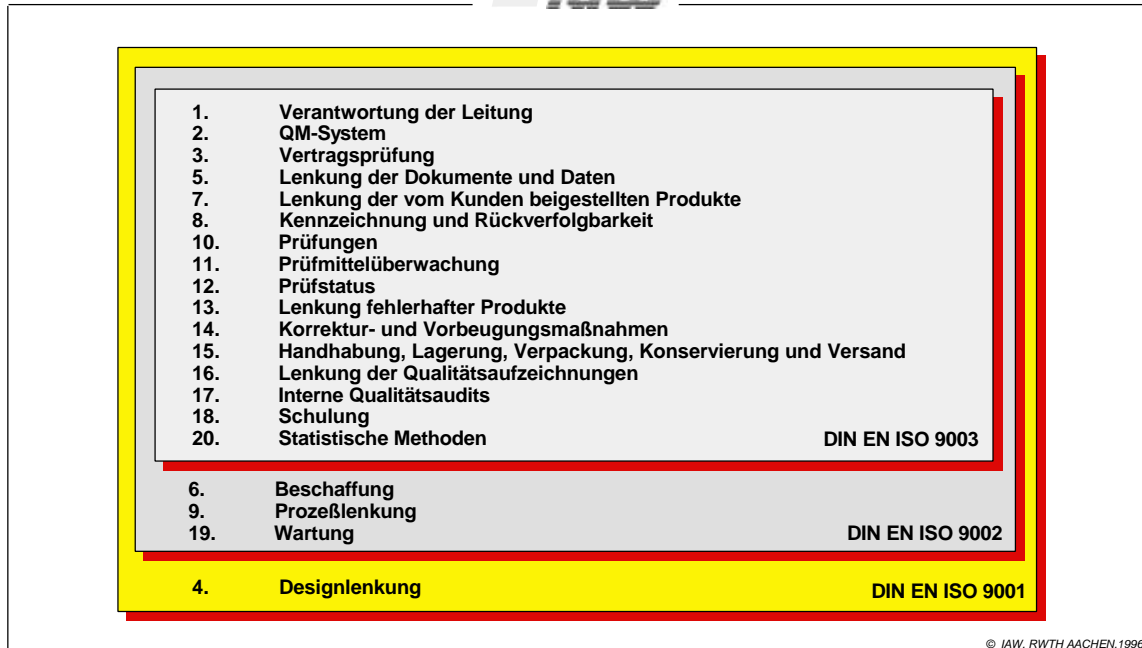 1. Verantwortung der Leitung
2. QM-System
3. Vertragsprüfung
5. Lenkung der Dokumente und Daten
7. Lenkung der vom Kunden beigestellten Produkte
8. Kennzeichnung und Rückverfolgbarkeit
10. Prüfungen
11. Prüfmittelüberwachung
12. Prüfstatus
13. Lenkung fehlerhafter Produkte
14. Korrektur- und Vorbeugungsmaßnahmen
15. Handhabung, Lagerung, Verpackung, Konservierung und Versand
16. Lenkung der Qualitätsaufzeichnungen
17. Interne Qualitätsaudits
18. Schulung
20. Statistische Methoden DIN EN ISO 9003
6. Beschaffung
9. Prozeßlenkung
19. Wartung DIN EN ISO 9002
4. Designlenkung DIN EN ISO 9001
© IAW, RWTH AACHEN,1996